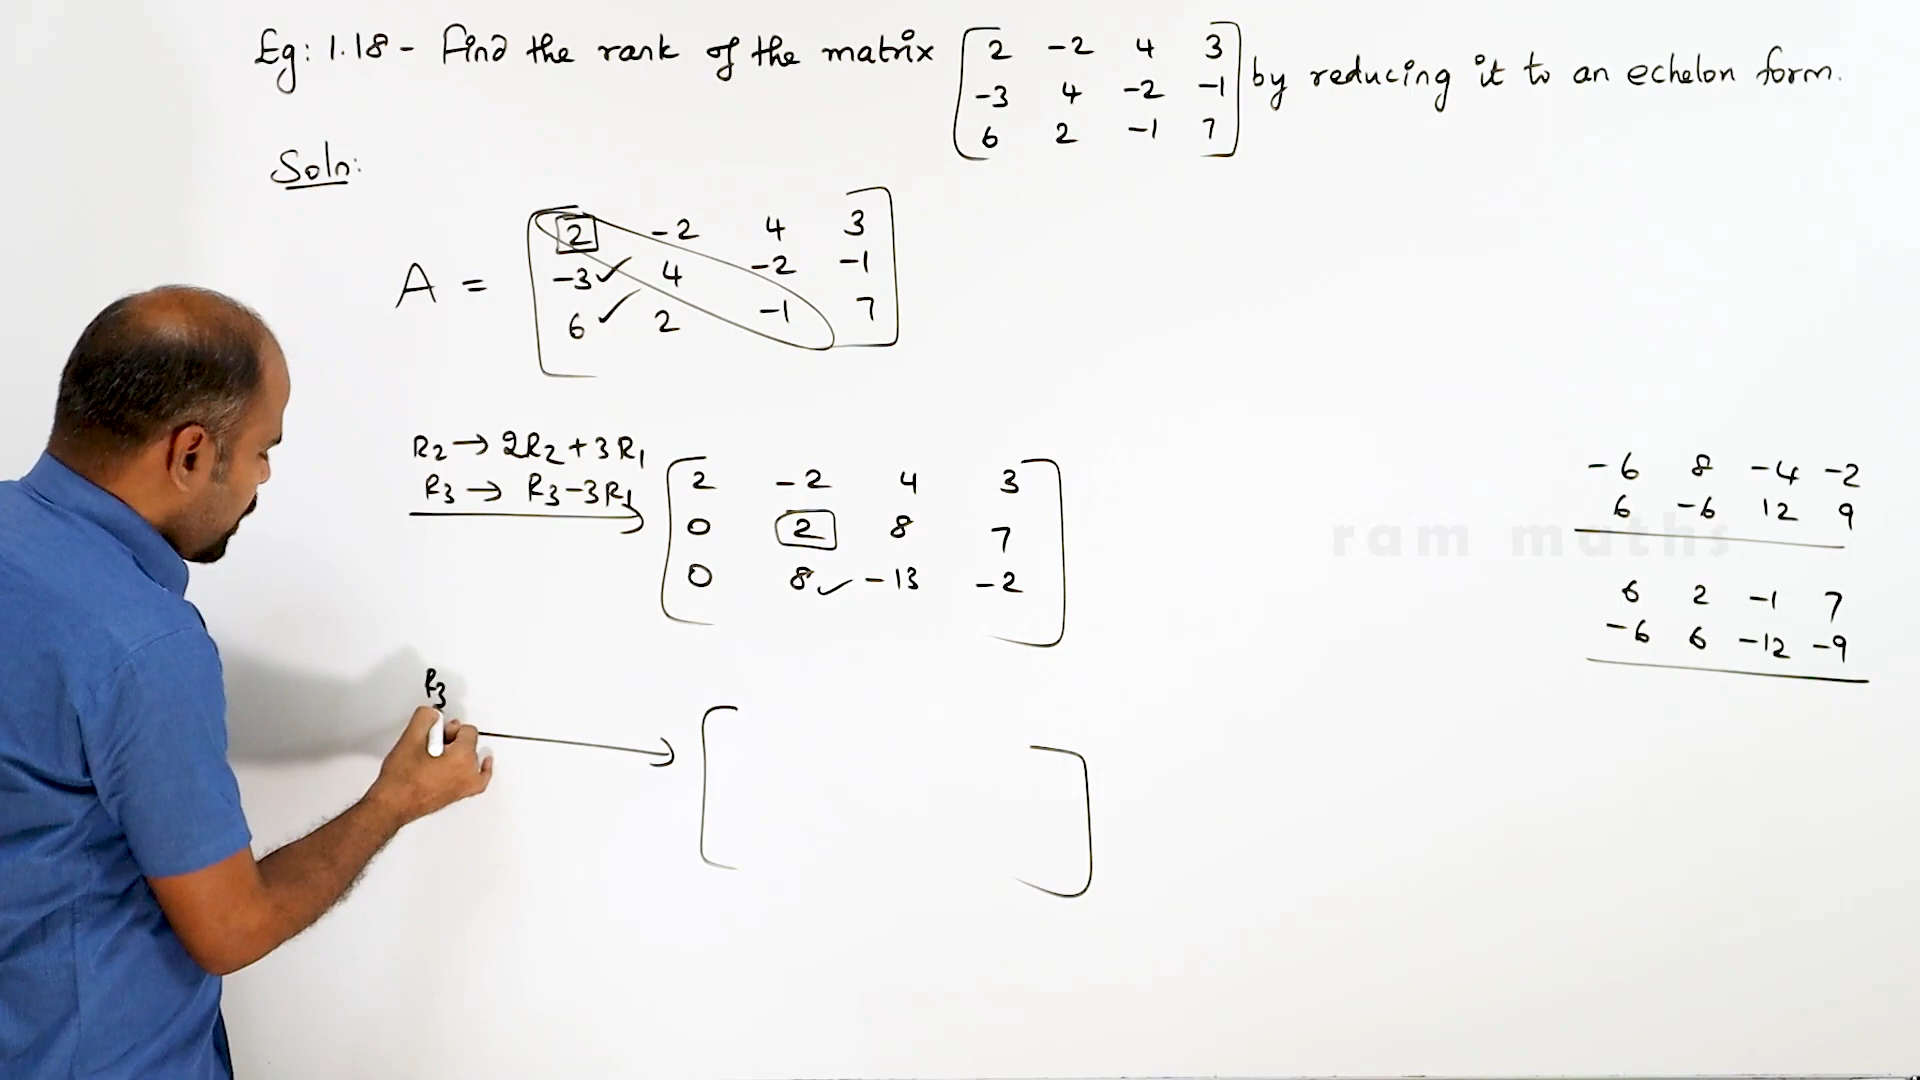 Eg: 1.18 - Find the rank of the matrix [2 -2 4 3
-3 4 -2 -1
6 2 -1 7] by reducing it to an echelon form.
Soln:
A = [2 -2 4 3
-3 ✓ 4 -2 -1
6 ✓ 2 -1 7]
R2 → 2R2 + 3R1
R3 → R3 - 3R1
[2 -2 4 3
0 2 8 7
0 8 ✓ -13 -2]
-6 8 -4 -2
6 -6 12 9
ram maths
6 2 -1 7
-6 6 -12 -9
R3
→ [ ]